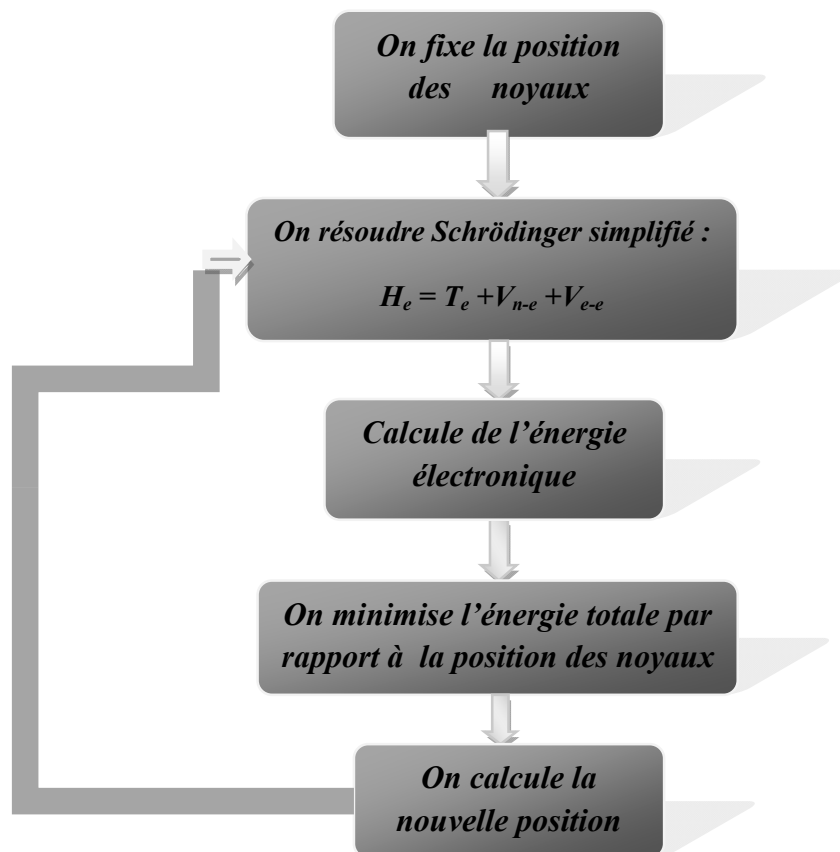 On fixe la position
des noyaux
On résoudre Schrödinger simplifié :
Hₑ = Tₑ +Vₙ₋ₑ +Vₑ₋ₑ
Calcule de l’énergie
électronique
On minimise l’énergie totale par
rapport à la position des noyaux
On calcule la
nouvelle position